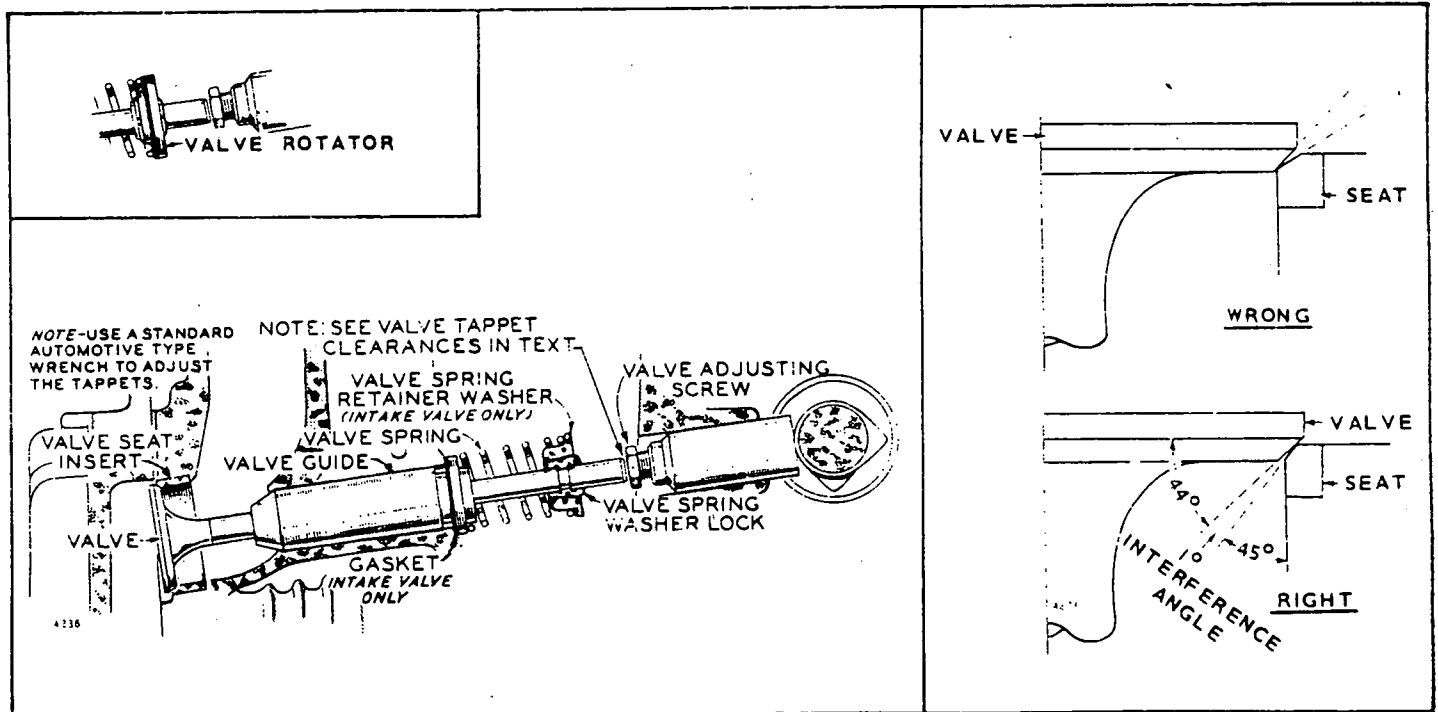 VALVE ROTATOR
NOTE-USE A STANDARD
AUTOMOTIVE TYPE
WRENCH TO ADJUST
THE TAPPETS.
NOTE: SEE VALVE TAPPET
CLEARANCES IN TEXT
VALVE SPRING
RETAINER WASHER
(INTAKE VALVE ONLY)
VALVE ADJUSTING
SCREW
VALVE SEAT
INSERT
VALVE SPRING
VALVE GUIDE
VALVE SPRING
WASHER LOCK
VALVE
GASKET
(INTAKE VALVE
ONLY
VALVE
SEAT
WRONG
VALVE
SEAT
44°
1°
45°
INTERFERENCE
ANGLE
RIGHT